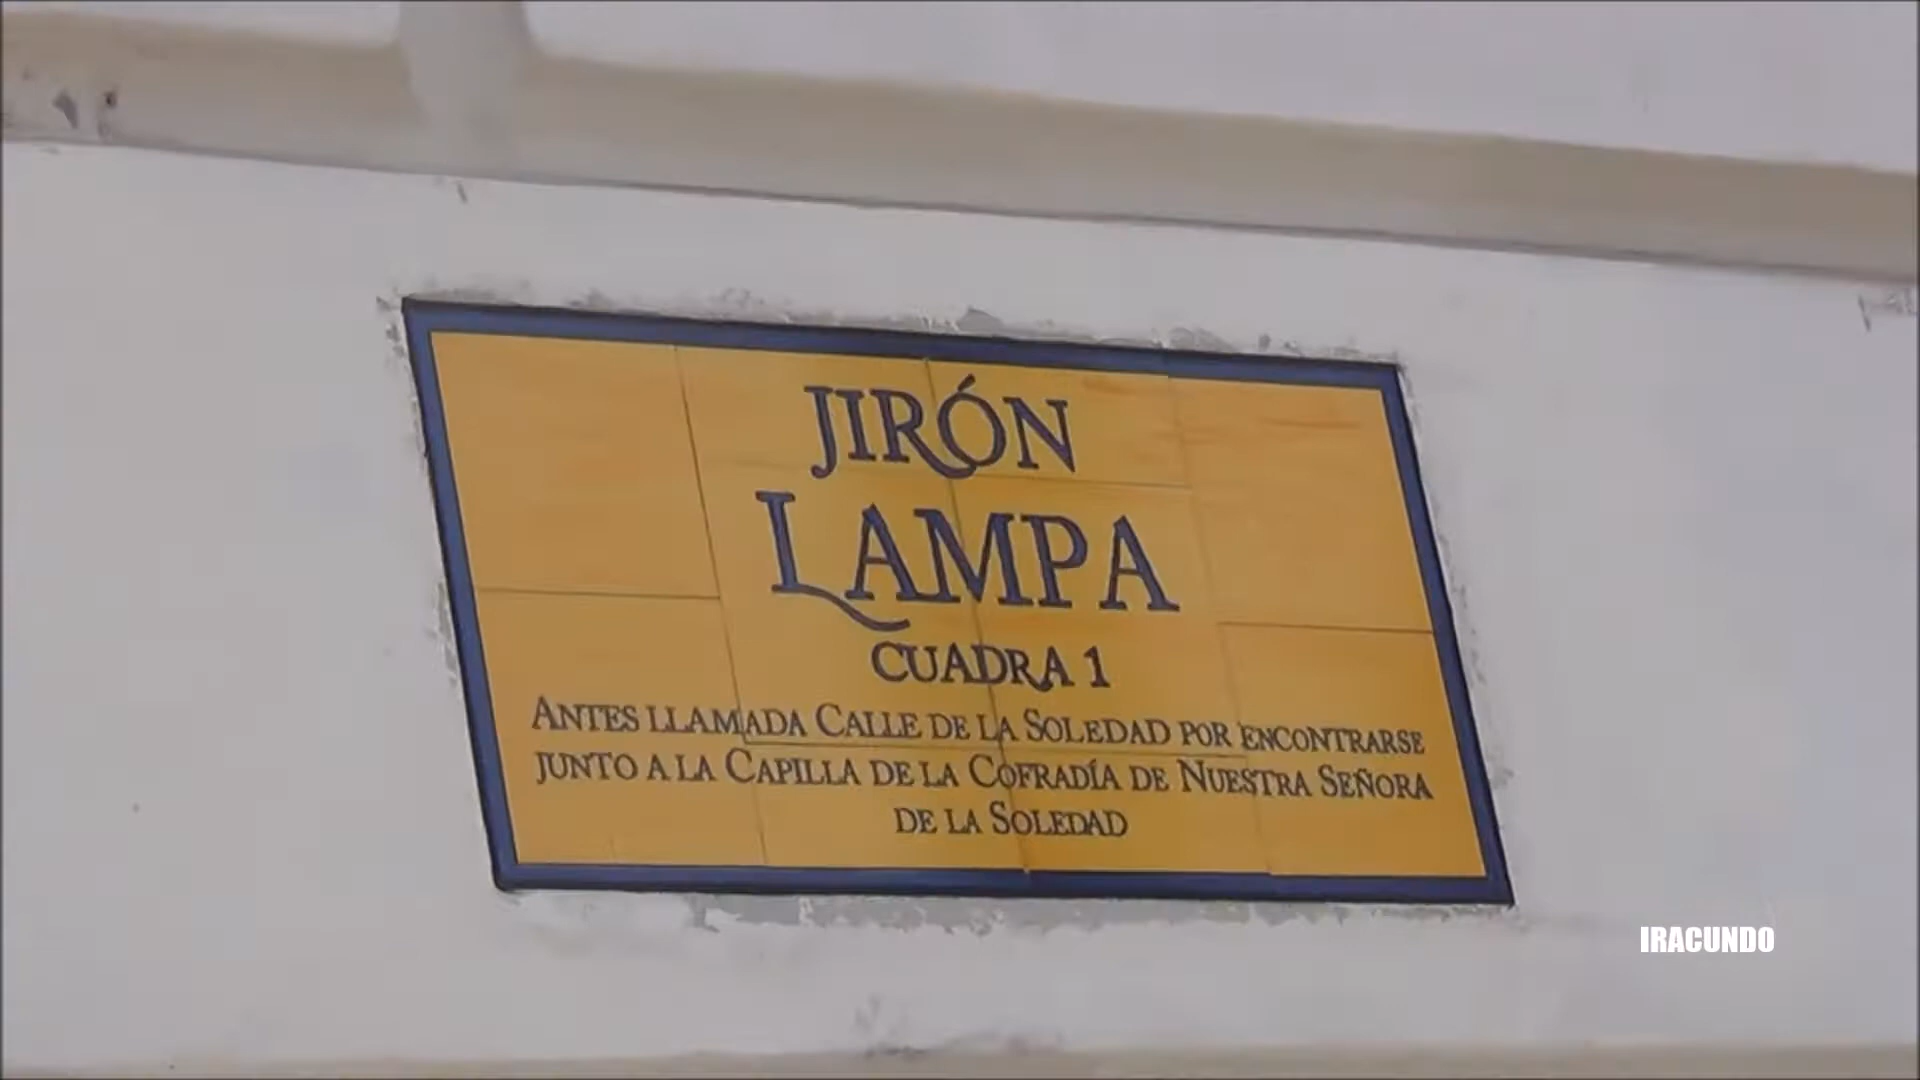 JIRÓN
LAMPA
CUADRA 1
ANTES LLAMADA CALLE DE LA SOLEDAD POR ENCONTRARSE
JUNTO A LA CAPILLA DE LA COFRADÍA DE NUESTRA SEÑORA
DE LA SOLEDAD
IRACUNDO